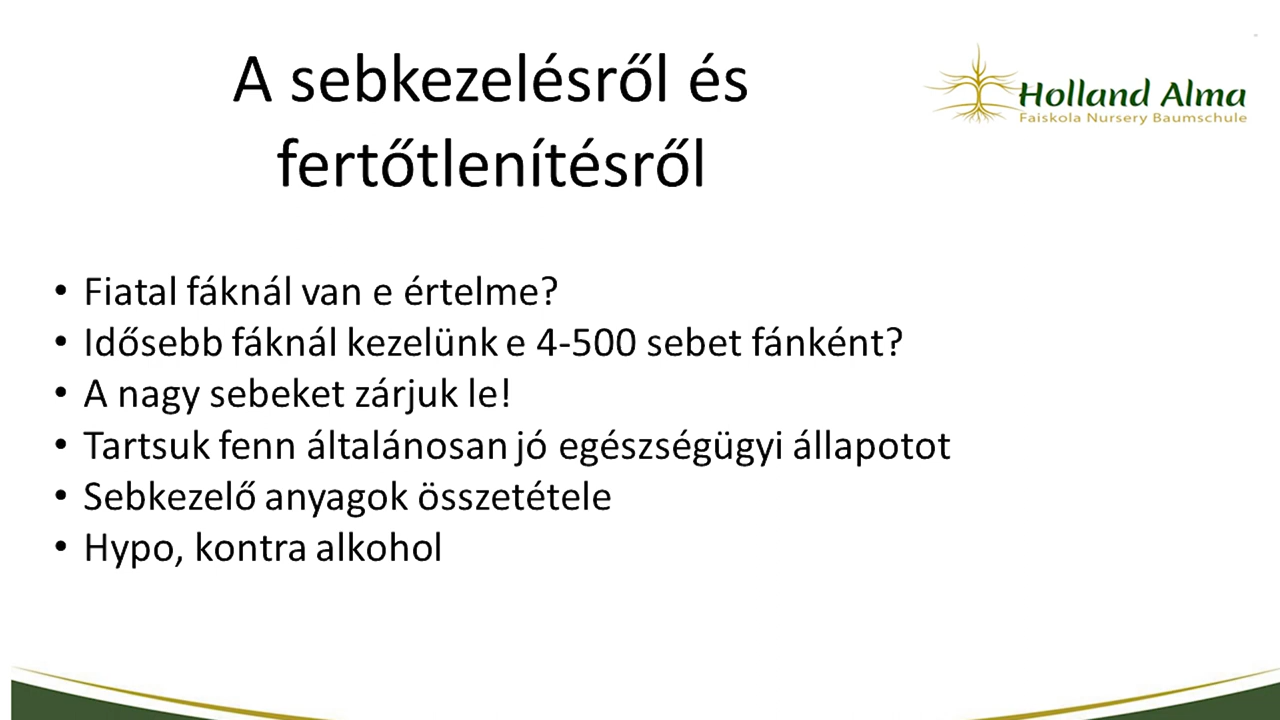 A sebkezelésről és
fertőtlenítésről
Holland Alma
Faiskola Nursery Baumschule
• Fiatal fáknál van e értelme?
• Idősebb fáknál kezelünk e 4-500 sebet fánként?
• A nagy sebeket zárjuk le!
• Tartsuk fenn általánosan jó egészségügyi állapotot
• Sebkezelő anyagok összetétele
• Hypo, kontra alkohol